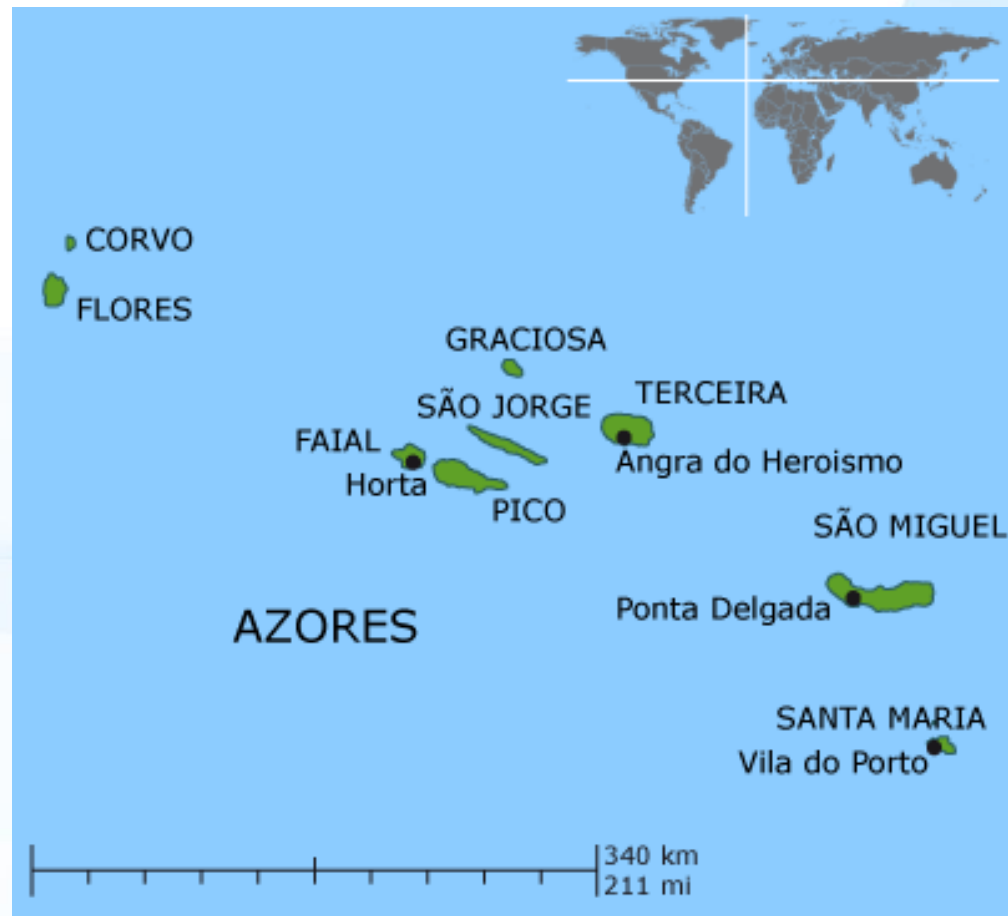 CORVO
FLORES
GRACIOSA
SÃO JORGE
TERCEIRA
FAIAL
Angra do Heroismo
Horta
PICO
SÃO MIGUEL
Ponta Delgada
AZORES
SANTA MARIA
Vila do Porto
340 km
211 mi